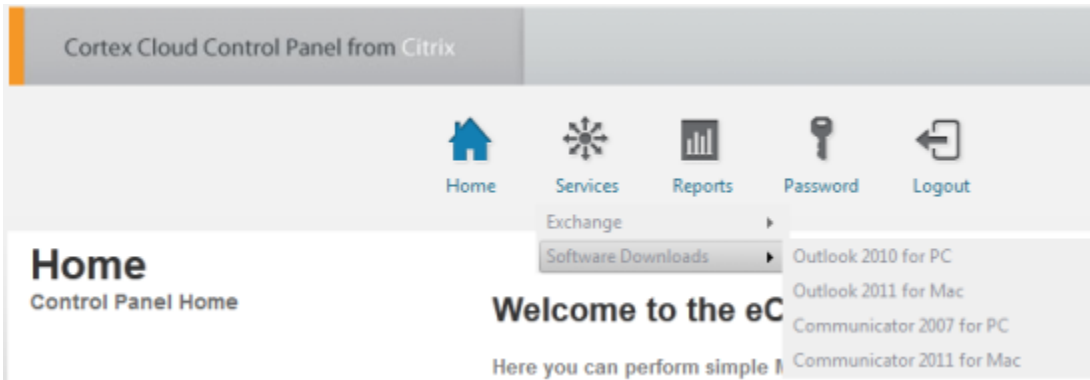 Cortex Cloud Control Panel from Citrix
Home Services Reports Password Logout
Exchange
Software Downloads
Outlook 2010 for PC
Outlook 2011 for Mac
Communicator 2007 for PC
Communicator 2011 for Mac
Home
Control Panel Home
Welcome to the eC
Here you can perform simple